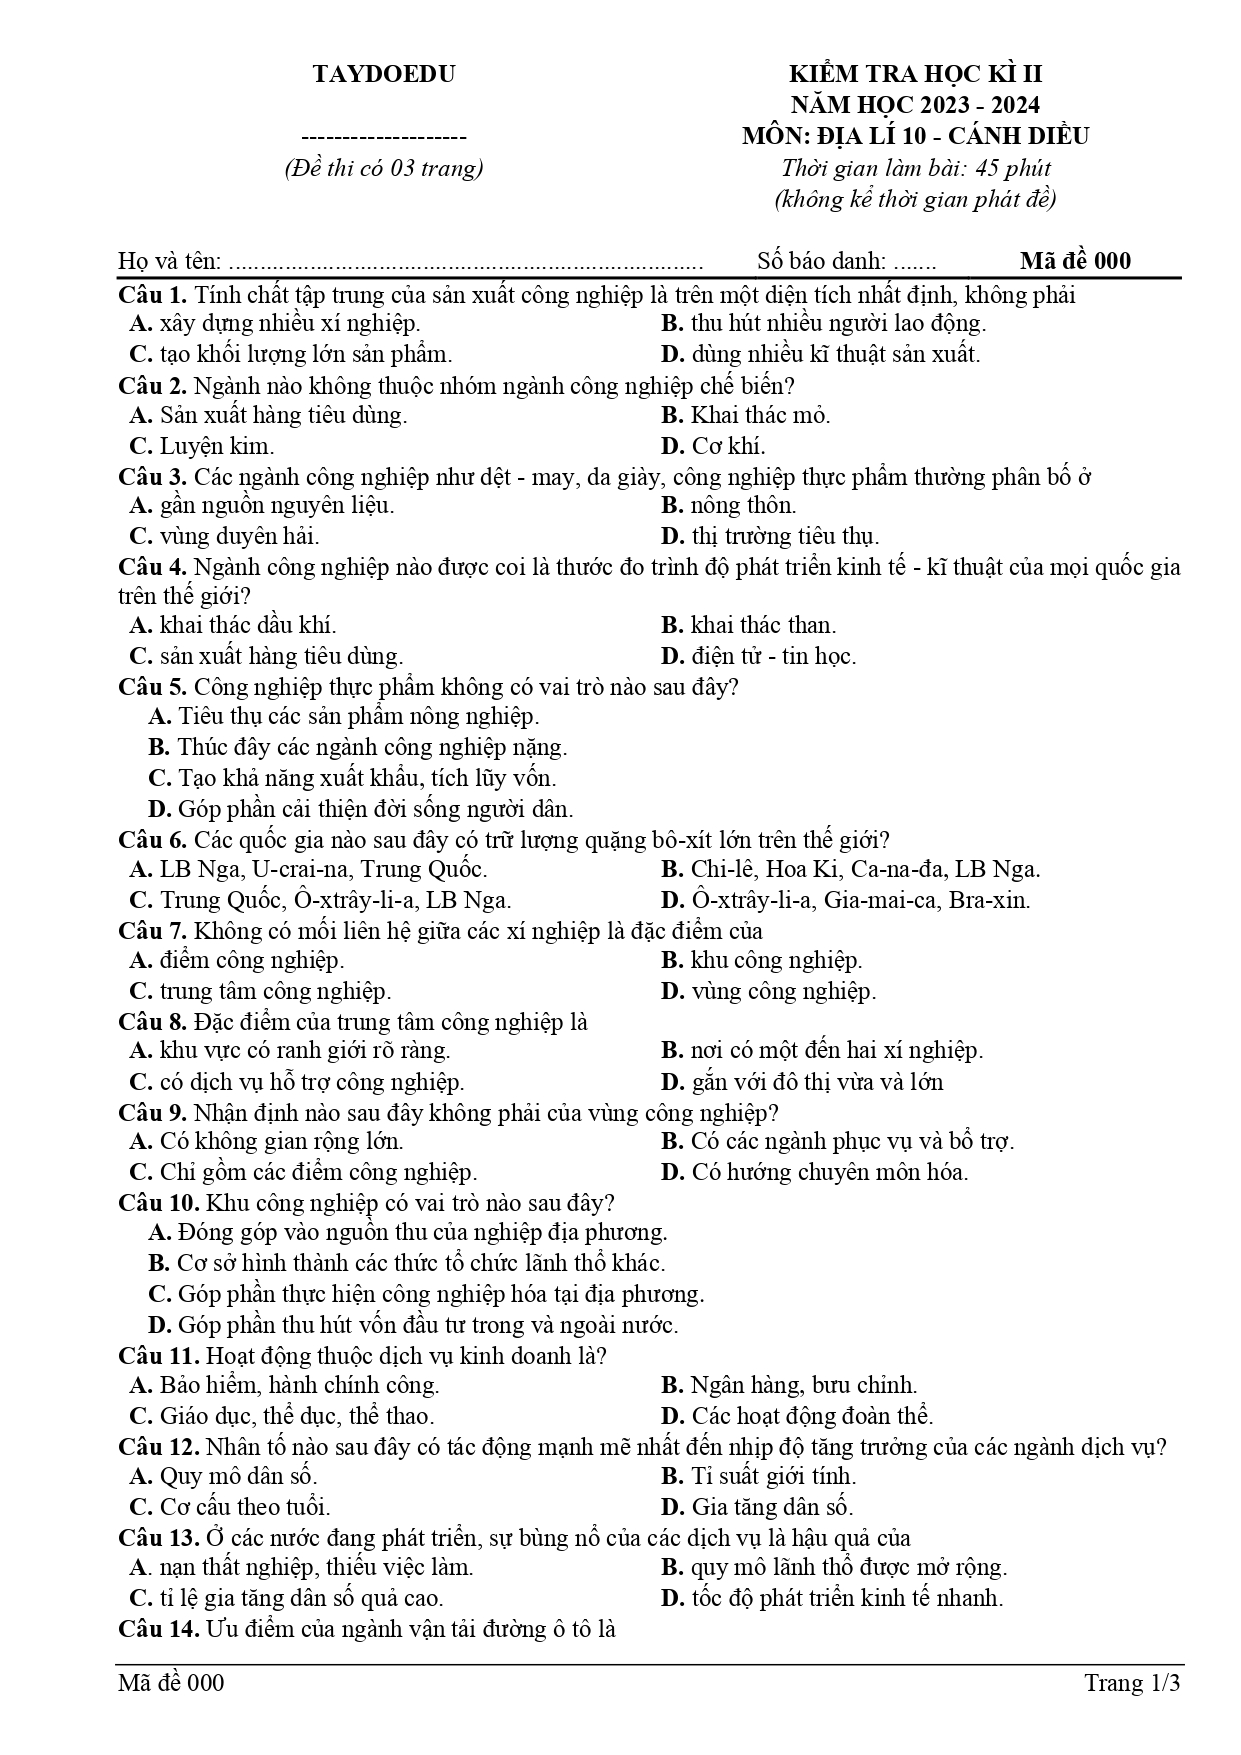 TAYDOEDU
--------------------
(Đề thi có 03 trang)
KIỂM TRA HỌC KÌ II
NĂM HỌC 2023 - 2024
MÔN: ĐỊA LÍ 10 - CÁNH DIỀU
Thời gian làm bài: 45 phút
(không kể thời gian phát đề)
Họ và tên: ............................................................................ Số báo danh: ....... Mã đề 000
Câu 1. Tính chất tập trung của sản xuất công nghiệp là trên một diện tích nhất định, không phải
A. xây dựng nhiều xí nghiệp. B. thu hút nhiều người lao động.
C. tạo khối lượng lớn sản phẩm. D. dùng nhiều kĩ thuật sản xuất.
Câu 2. Ngành nào không thuộc nhóm ngành công nghiệp chế biến?
A. Sản xuất hàng tiêu dùng. B. Khai thác mỏ.
C. Luyện kim. D. Cơ khí.
Câu 3. Các ngành công nghiệp như dệt - may, da giày, công nghiệp thực phẩm thường phân bố ở
A. gần nguồn nguyên liệu. B. nông thôn.
C. vùng duyên hải. D. thị trường tiêu thụ.
Câu 4. Ngành công nghiệp nào được coi là thước đo trình độ phát triển kinh tế - kĩ thuật của mọi quốc gia
trên thế giới?
A. khai thác dầu khí. B. khai thác than.
C. sản xuất hàng tiêu dùng. D. điện tử - tin học.
Câu 5. Công nghiệp thực phẩm không có vai trò nào sau đây?
A. Tiêu thụ các sản phẩm nông nghiệp.
B. Thúc đây các ngành công nghiệp nặng.
C. Tạo khả năng xuất khẩu, tích lũy vốn.
D. Góp phần cải thiện đời sống người dân.
Câu 6. Các quốc gia nào sau đây có trữ lượng quặng bô-xít lớn trên thế giới?
A. LB Nga, U-crai-na, Trung Quốc. B. Chi-lê, Hoa Ki, Ca-na-đa, LB Nga.
C. Trung Quốc, Ô-xtrây-li-a, LB Nga. D. Ô-xtrây-li-a, Gia-mai-ca, Bra-xin.
Câu 7. Không có mối liên hệ giữa các xí nghiệp là đặc điểm của
A. điểm công nghiệp. B. khu công nghiệp.
C. trung tâm công nghiệp. D. vùng công nghiệp.
Câu 8. Đặc điểm của trung tâm công nghiệp là
A. khu vực có ranh giới rõ ràng. B. nơi có một đến hai xí nghiệp.
C. có dịch vụ hỗ trợ công nghiệp. D. gắn với đô thị vừa và lớn
Câu 9. Nhận định nào sau đây không phải của vùng công nghiệp?
A. Có không gian rộng lớn. B. Có các ngành phục vụ và bổ trợ.
C. Chỉ gồm các điểm công nghiệp. D. Có hướng chuyên môn hóa.
Câu 10. Khu công nghiệp có vai trò nào sau đây?
A. Đóng góp vào nguồn thu của nghiệp địa phương.
B. Cơ sở hình thành các thức tổ chức lãnh thổ khác.
C. Góp phần thực hiện công nghiệp hóa tại địa phương.
D. Góp phần thu hút vốn đầu tư trong và ngoài nước.
Câu 11. Hoạt động thuộc dịch vụ kinh doanh là?
A. Bảo hiểm, hành chính công. B. Ngân hàng, bưu chỉnh.
C. Giáo dục, thể dục, thể thao. D. Các hoạt động đoàn thể.
Câu 12. Nhân tố nào sau đây có tác động mạnh mẽ nhất đến nhịp độ tăng trưởng của các ngành dịch vụ?
A. Quy mô dân số. B. Tỉ suất giới tính.
C. Cơ cấu theo tuổi. D. Gia tăng dân số.
Câu 13. Ở các nước đang phát triển, sự bùng nổ của các dịch vụ là hậu quả của
A. nạn thất nghiệp, thiếu việc làm. B. quy mô lãnh thổ được mở rộng.
C. tỉ lệ gia tăng dân số quả cao. D. tốc độ phát triển kinh tế nhanh.
Câu 14. Ưu điểm của ngành vận tải đường ô tô là
Mã đề 000 Trang 1/3